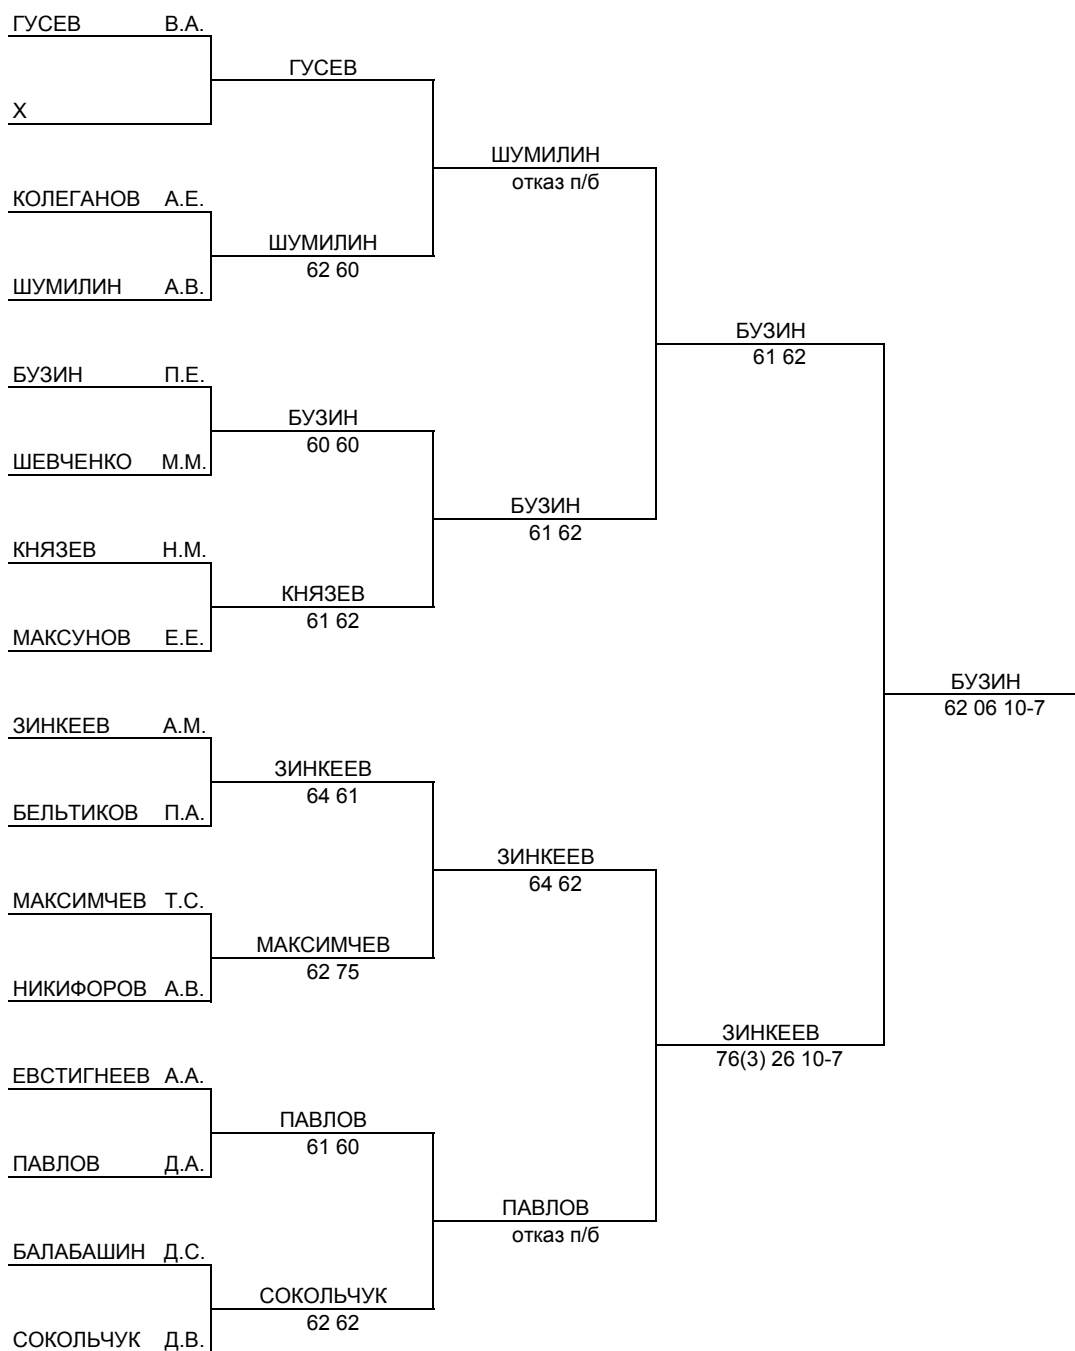 ГУСЕВ В.А.
ГУСЕВ
Х
ШУМИЛИН
отказ п/б
КОЛЕГАНОВ А.Е.
ШУМИЛИН
62 60
ШУМИЛИН А.В.
БУЗИН
61 62
БУЗИН П.Е.
БУЗИН
60 60
ШЕВЧЕНКО М.М.
БУЗИН
61 62
КНЯЗЕВ Н.М.
КНЯЗЕВ
61 62
МАКСУНОВ Е.Е.
БУЗИН
62 06 10-7
ЗИНКЕЕВ А.М.
ЗИНКЕЕВ
64 61
БЕЛЬТИКОВ П.А.
ЗИНКЕЕВ
64 62
МАКСИМЧЕВ Т.С.
МАКСИМЧЕВ
62 75
НИКИФОРОВ А.В.
ЗИНКЕЕВ
76(3) 26 10-7
ЕВСТИГНЕЕВ А.А.
ПАВЛОВ
61 60
ПАВЛОВ Д.А.
ПАВЛОВ
отказ п/б
БАЛАБАШИН Д.С.
СОКОЛЬЧУК
62 62
СОКОЛЬЧУК Д.В.